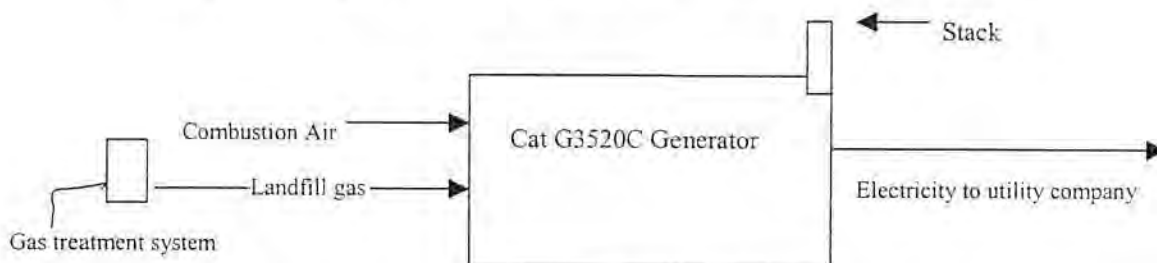 Stack
Combustion Air
Cat G3520C Generator
Landfill gas
Electricity to utility company
Gas treatment system